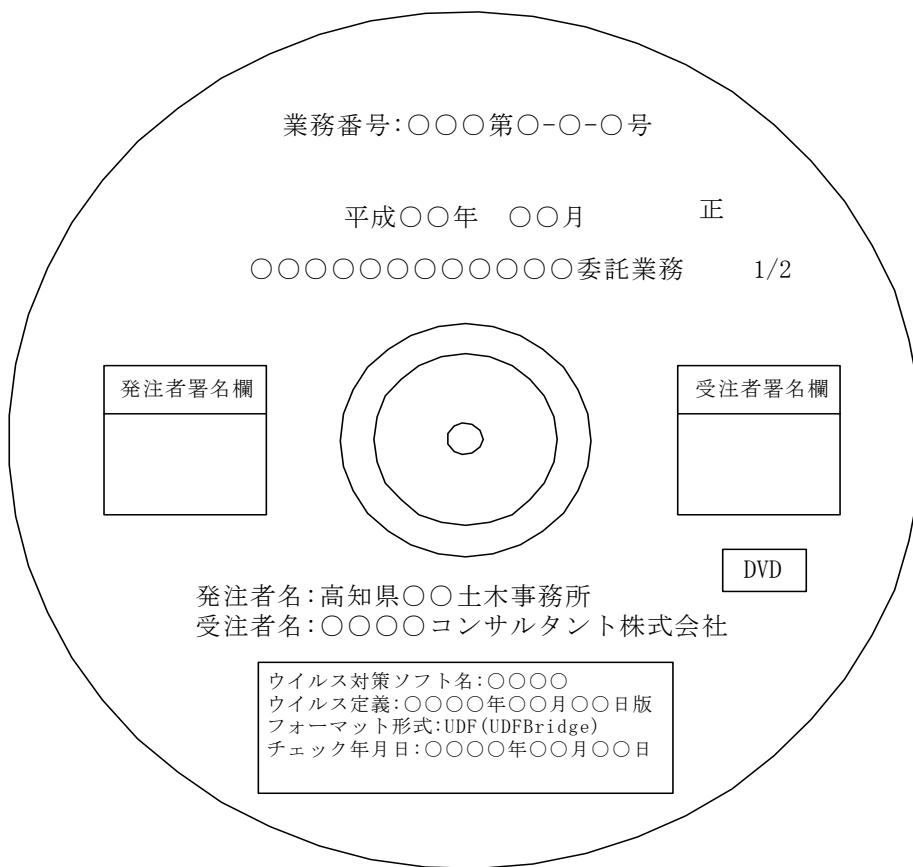 業務番号:○○○第○-○-○号
平成○○年　○○月
正
○○○○○○○○○○○○委託業務
1/2
発注者署名欄
受注者署名欄
DVD
発注者名:高知県○○土木事務所
受注者名:○○○○コンサルタント株式会社
ウイルス対策ソフト名:○○○○
ウイルス定義:○○○○年○○月○○日版
フォーマット形式:UDF(UDFBridge)
チェック年月日:○○○○年○○月○○日